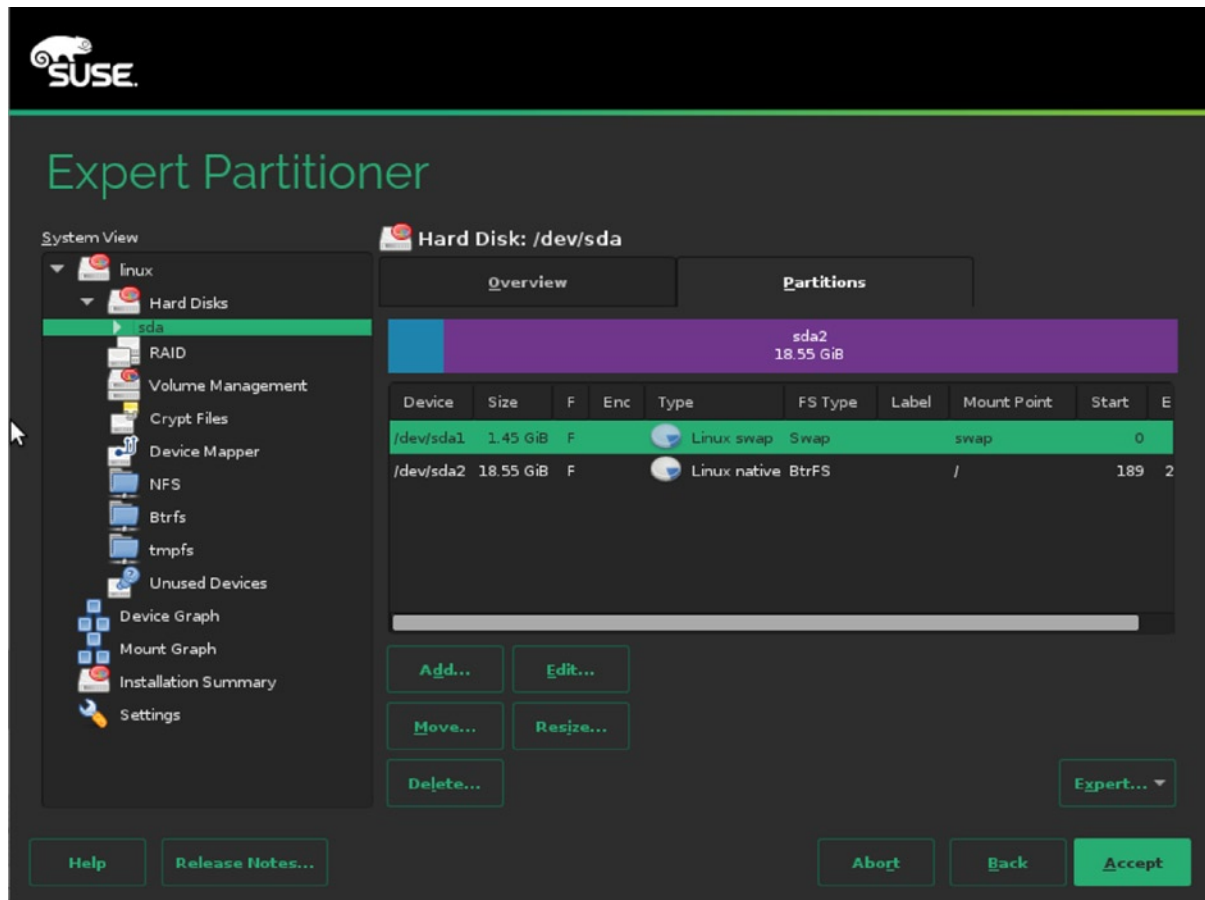 SUSE.
Expert Partitioner
System View
linux
Hard Disks
sda
RAID
Volume Management
Crypt Files
Device Mapper
NFS
Btrfs
tmpfs
Unused Devices
Device Graph
Mount Graph
Installation Summary
Settings
Hard Disk: /dev/sda
Overview Partitions
sda2
18.55 GiB
Device Size F Enc Type FS Type Label Mount Point Start E
/dev/sda1 1.45 GiB F Linux swap Swap swap 0
/dev/sda2 18.55 GiB F Linux native BtrFS / 189 2
Add... Edit...
Move... Resize...
Delete... Expert...
Help Release Notes... Abort Back Accept